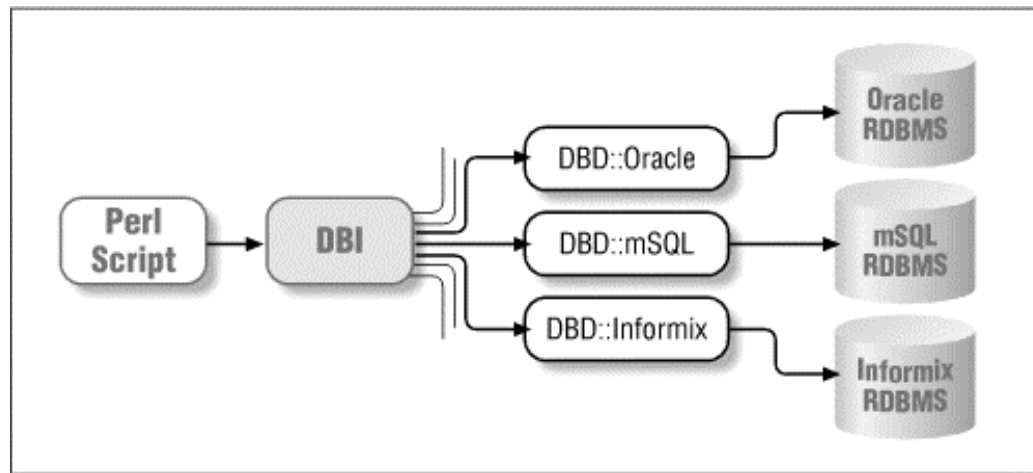 Perl
Script
DBI
DBD::Oracle
DBD::mSQL
DBD::Informix
Oracle
RDBMS
mSQL
RDBMS
Informix
RDBMS